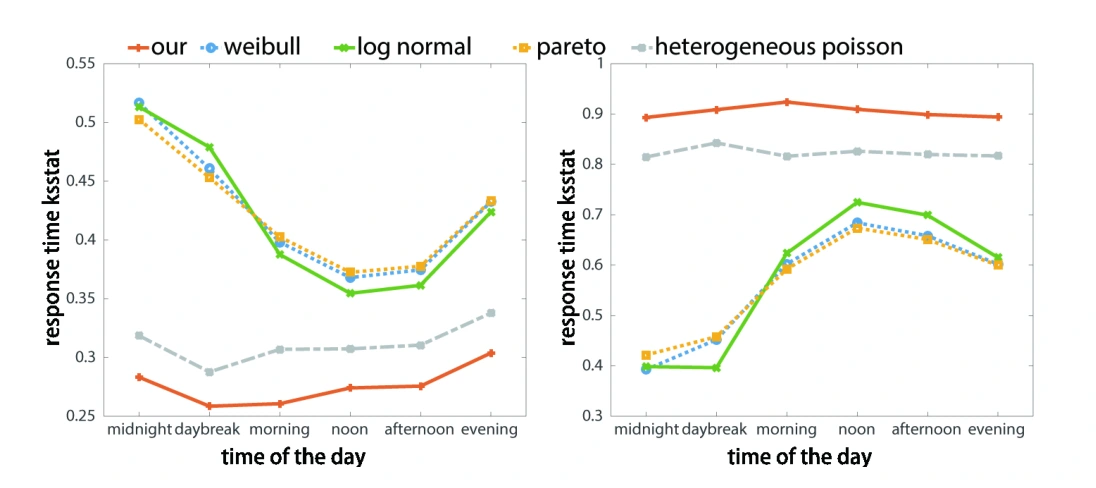 our weibull log normal pareto heterogeneous poisson
0.55
0.5
0.45
0.4
0.35
0.3
0.25
response time ksstat
midnight daybreak morning noon afternoon evening
time of the day
1
0.9
0.8
0.7
0.6
0.5
0.4
0.3
response time ksstat
midnight daybreak morning noon afternoon evening
time of the day